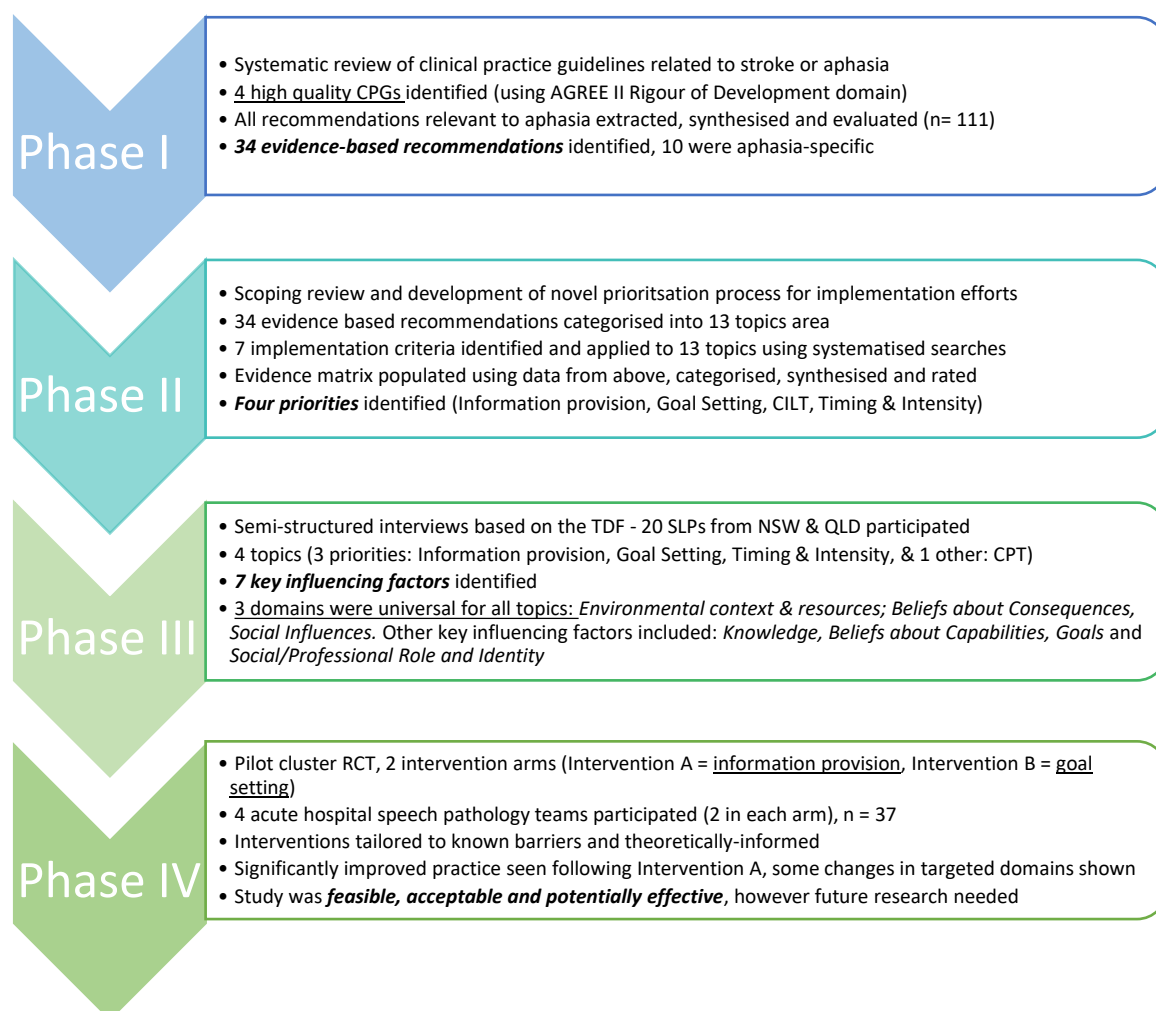 Phase I
• Systematic review of clinical practice guidelines related to stroke or aphasia
• 4 high quality CPGs identified (using AGREE II Rigour of Development domain)
• All recommendations relevant to aphasia extracted, synthesised and evaluated (n= 111)
• 34 evidence-based recommendations identified, 10 were aphasia-specific
Phase II
• Scoping review and development of novel prioritsation process for implementation efforts
• 34 evidence based recommendations categorised into 13 topics area
• 7 implementation criteria identified and applied to 13 topics using systematised searches
• Evidence matrix populated using data from above, categorised, synthesised and rated
• Four priorities identified (Information provision, Goal Setting, CILT, Timing & Intensity)
Phase III
• Semi-structured interviews based on the TDF - 20 SLPs from NSW & QLD participated
• 4 topics (3 priorities: Information provision, Goal Setting, Timing & Intensity, & 1 other: CPT)
• 7 key influencing factors identified
• 3 domains were universal for all topics: Environmental context & resources; Beliefs about Consequences,
Social Influences. Other key influencing factors included: Knowledge, Beliefs about Capabilities, Goals and
Social/Professional Role and Identity
Phase IV
• Pilot cluster RCT, 2 intervention arms (Intervention A = information provision, Intervention B = goal
setting)
• 4 acute hospital speech pathology teams participated (2 in each arm), n = 37
• Interventions tailored to known barriers and theoretically-informed
• Significantly improved practice seen following Intervention A, some changes in targeted domains shown
• Study was feasible, acceptable and potentially effective, however future research needed